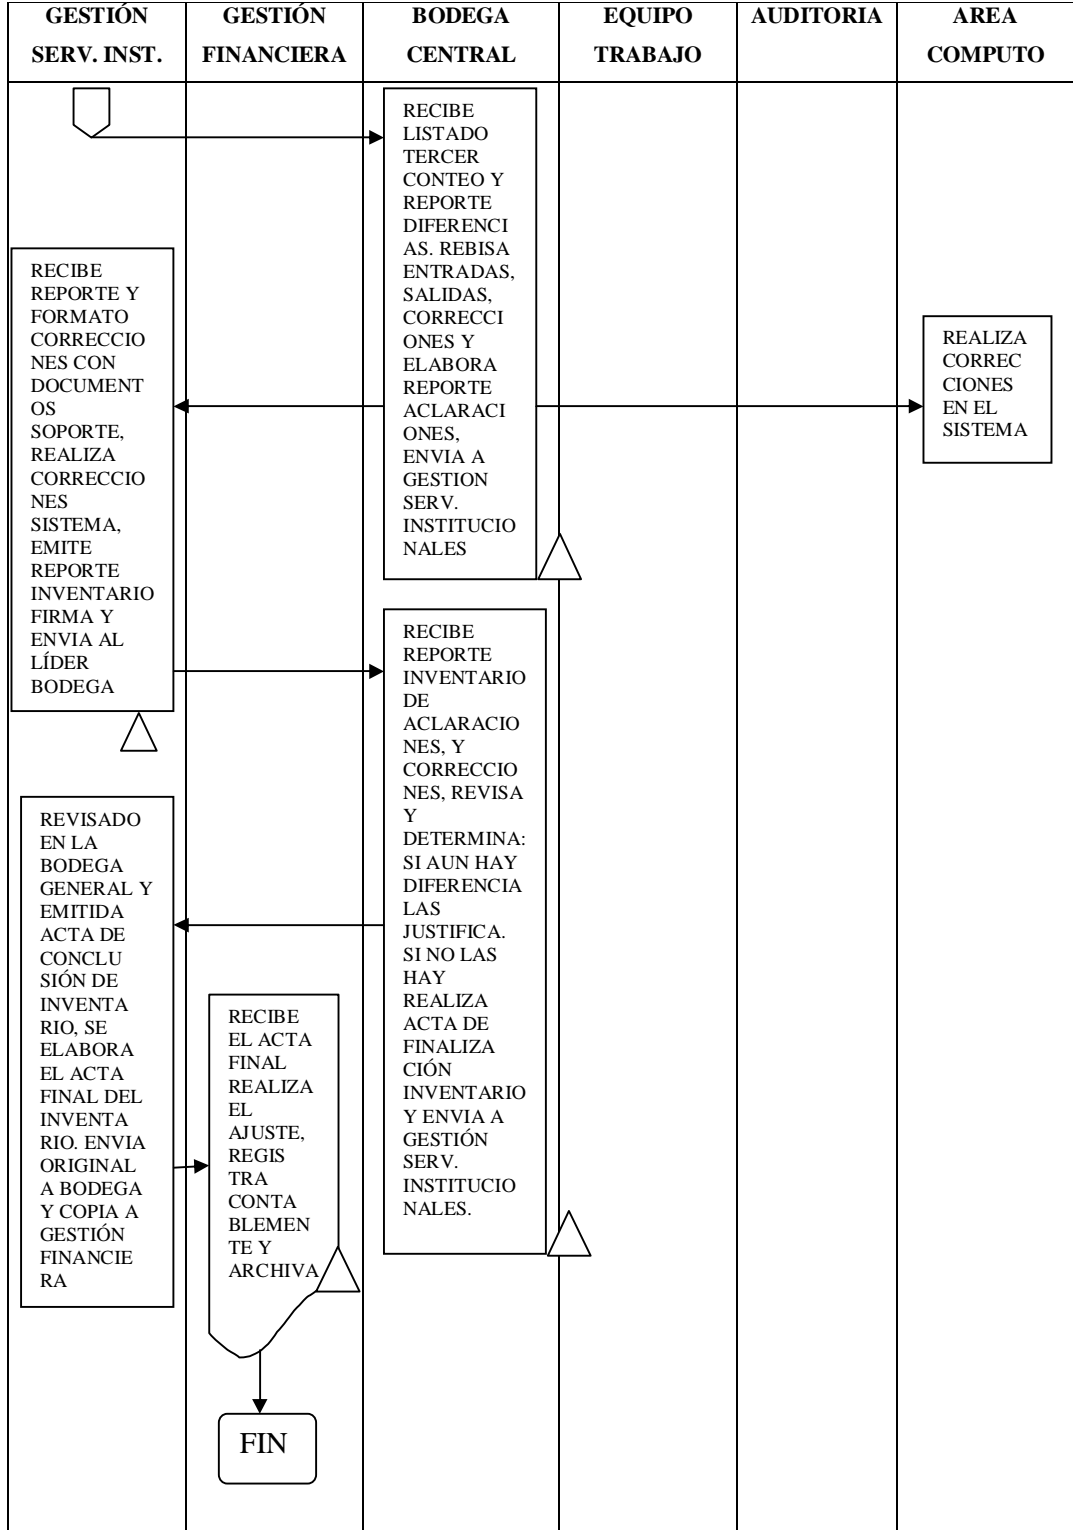 GESTIÓN
SERV. INST.
GESTIÓN
FINANCIERA
BODEGA
CENTRAL
EQUIPO
TRABAJO
AUDITORIA
AREA
COMPUTO
RECIBE
LISTADO
TERCER
CONTEO Y
REPORTE
DIFERENCI
AS. REBISA
ENTRADAS,
SALIDAS,
CORRECCI
ONES Y
ELABORA
REPORTE
ACLARACI
ONES,
ENVIA A
GESTION
SERV.
INSTITUCIO
NALES
RECIBE
REPORTE Y
FORMATO
CORRECCIO
NES CON
DOCUMENT
OS
SOPORTE,
REALIZA
CORRECCIO
NES
SISTEMA,
EMITE
REPORTE
INVENTARIO
FIRMA Y
ENVIA AL
LÍDER
BODEGA
REALIZA
CORREC
CIONES
EN EL
SISTEMA
RECIBE
REPORTE
INVENTARIO
DE
ACLARACIO
NES, Y
CORRECCIO
NES, REVISA
Y
DETERMINA:
SI AUN HAY
DIFERENCIA
LAS
JUSTIFICA.
SI NO LAS
HAY
REALIZA
ACTA DE
FINALIZA
CIÓN
INVENTARIO
Y ENVIA A
GESTIÓN
SERV.
INSTITUCIO
NALES.
REVISADO
EN LA
BODEGA
GENERAL Y
EMITIDA
ACTA DE
CONCLU
SIÓN DE
INVENTA
RIO, SE
ELABORA
EL ACTA
FINAL DEL
INVENTA
RIO. ENVIA
ORIGINAL
A BODEGA
Y COPIA A
GESTIÓN
FINANCIE
RA
RECIBE
EL ACTA
FINAL
REALIZA
EL
AJUSTE,
REGIS
TRA
CONTA
BLEMEN
TE Y
ARCHIVA
FIN